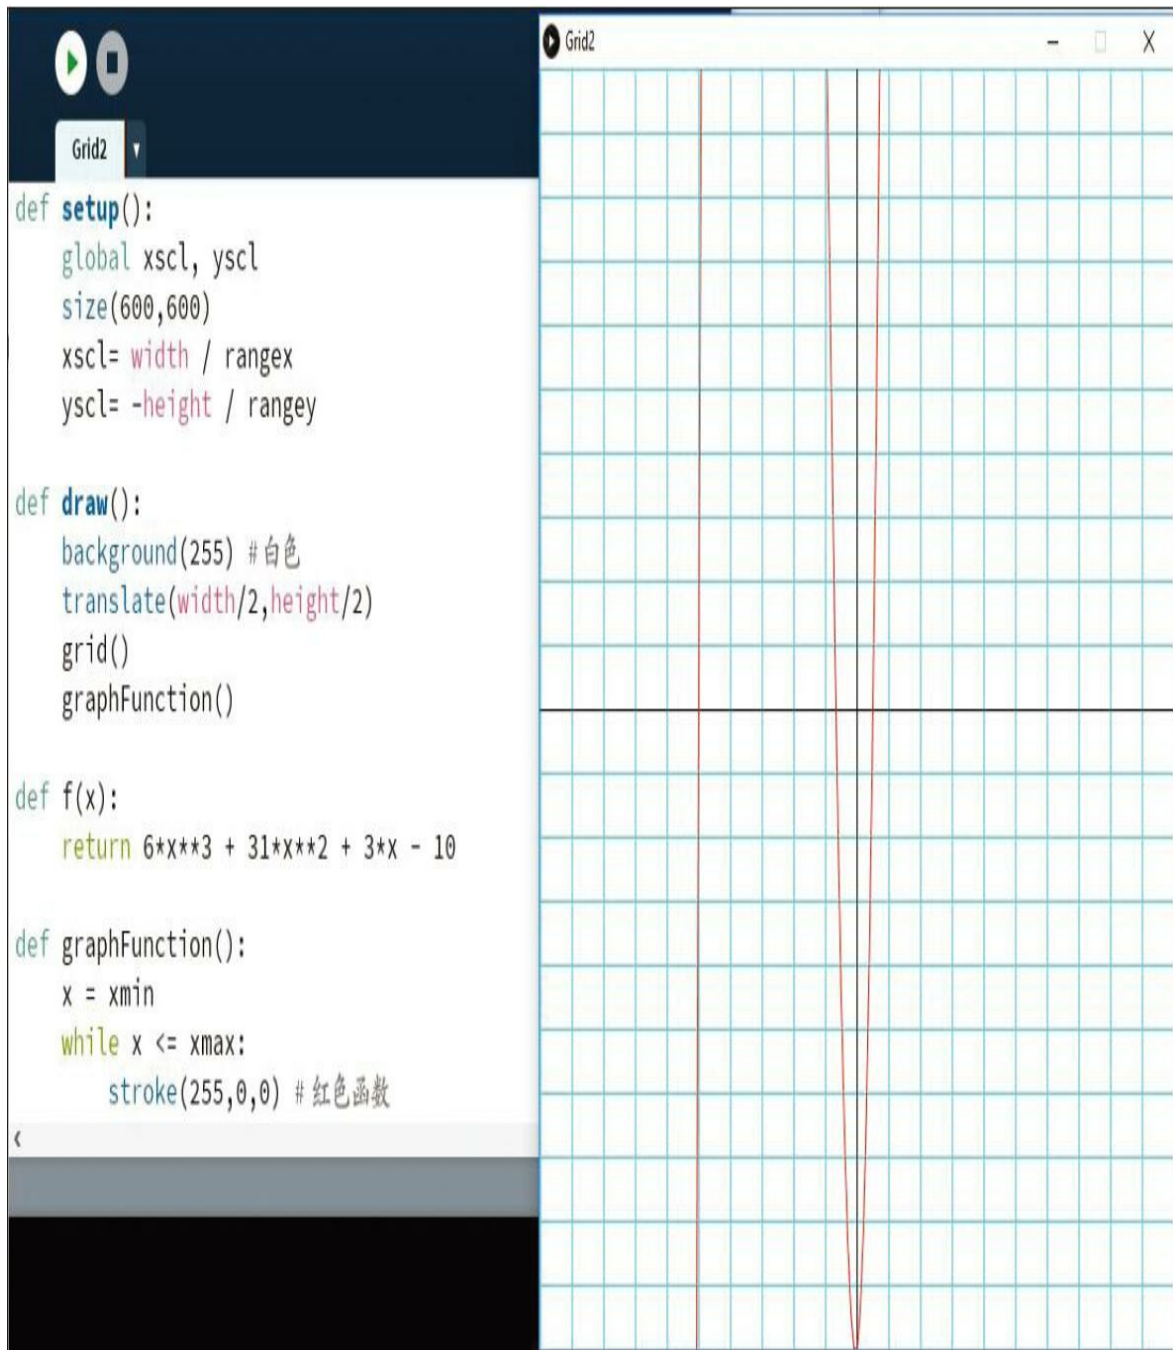 Grid2
Grid2
def setup():
    global xscl, yscl
    size(600,600)
    xscl= width / rangex
    yscl= -height / rangey
def draw():
    background(255) #白色
    translate(width/2,height/2)
    grid()
    graphFunction()
def f(x):
    return 6*x**3 + 31*x**2 + 3*x - 10
def graphFunction():
    x = xmin
    while x <= xmax:
        stroke(255,0,0) #红色函数